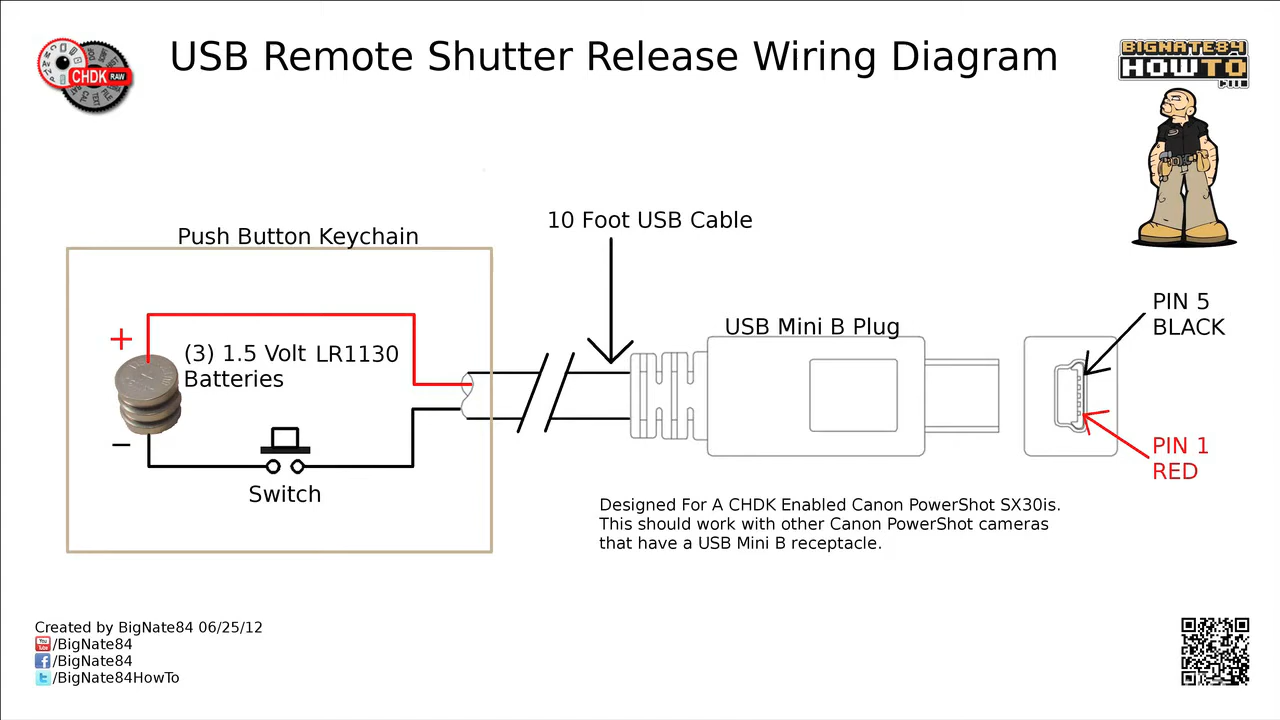 USB Remote Shutter Release Wiring Diagram
CHDK RAW
BIGNATE84
HOWTO
.COM
10 Foot USB Cable
Push Button Keychain
PIN 5
BLACK
USB Mini B Plug
+
(3) 1.5 Volt LR1130
Batteries
−
Switch
PIN 1
RED
Designed For A CHDK Enabled Canon PowerShot SX30is.
This should work with other Canon PowerShot cameras
that have a USB Mini B receptacle.
Created by BigNate84 06/25/12
You Tube /BigNate84
f /BigNate84
t /BigNate84HowTo